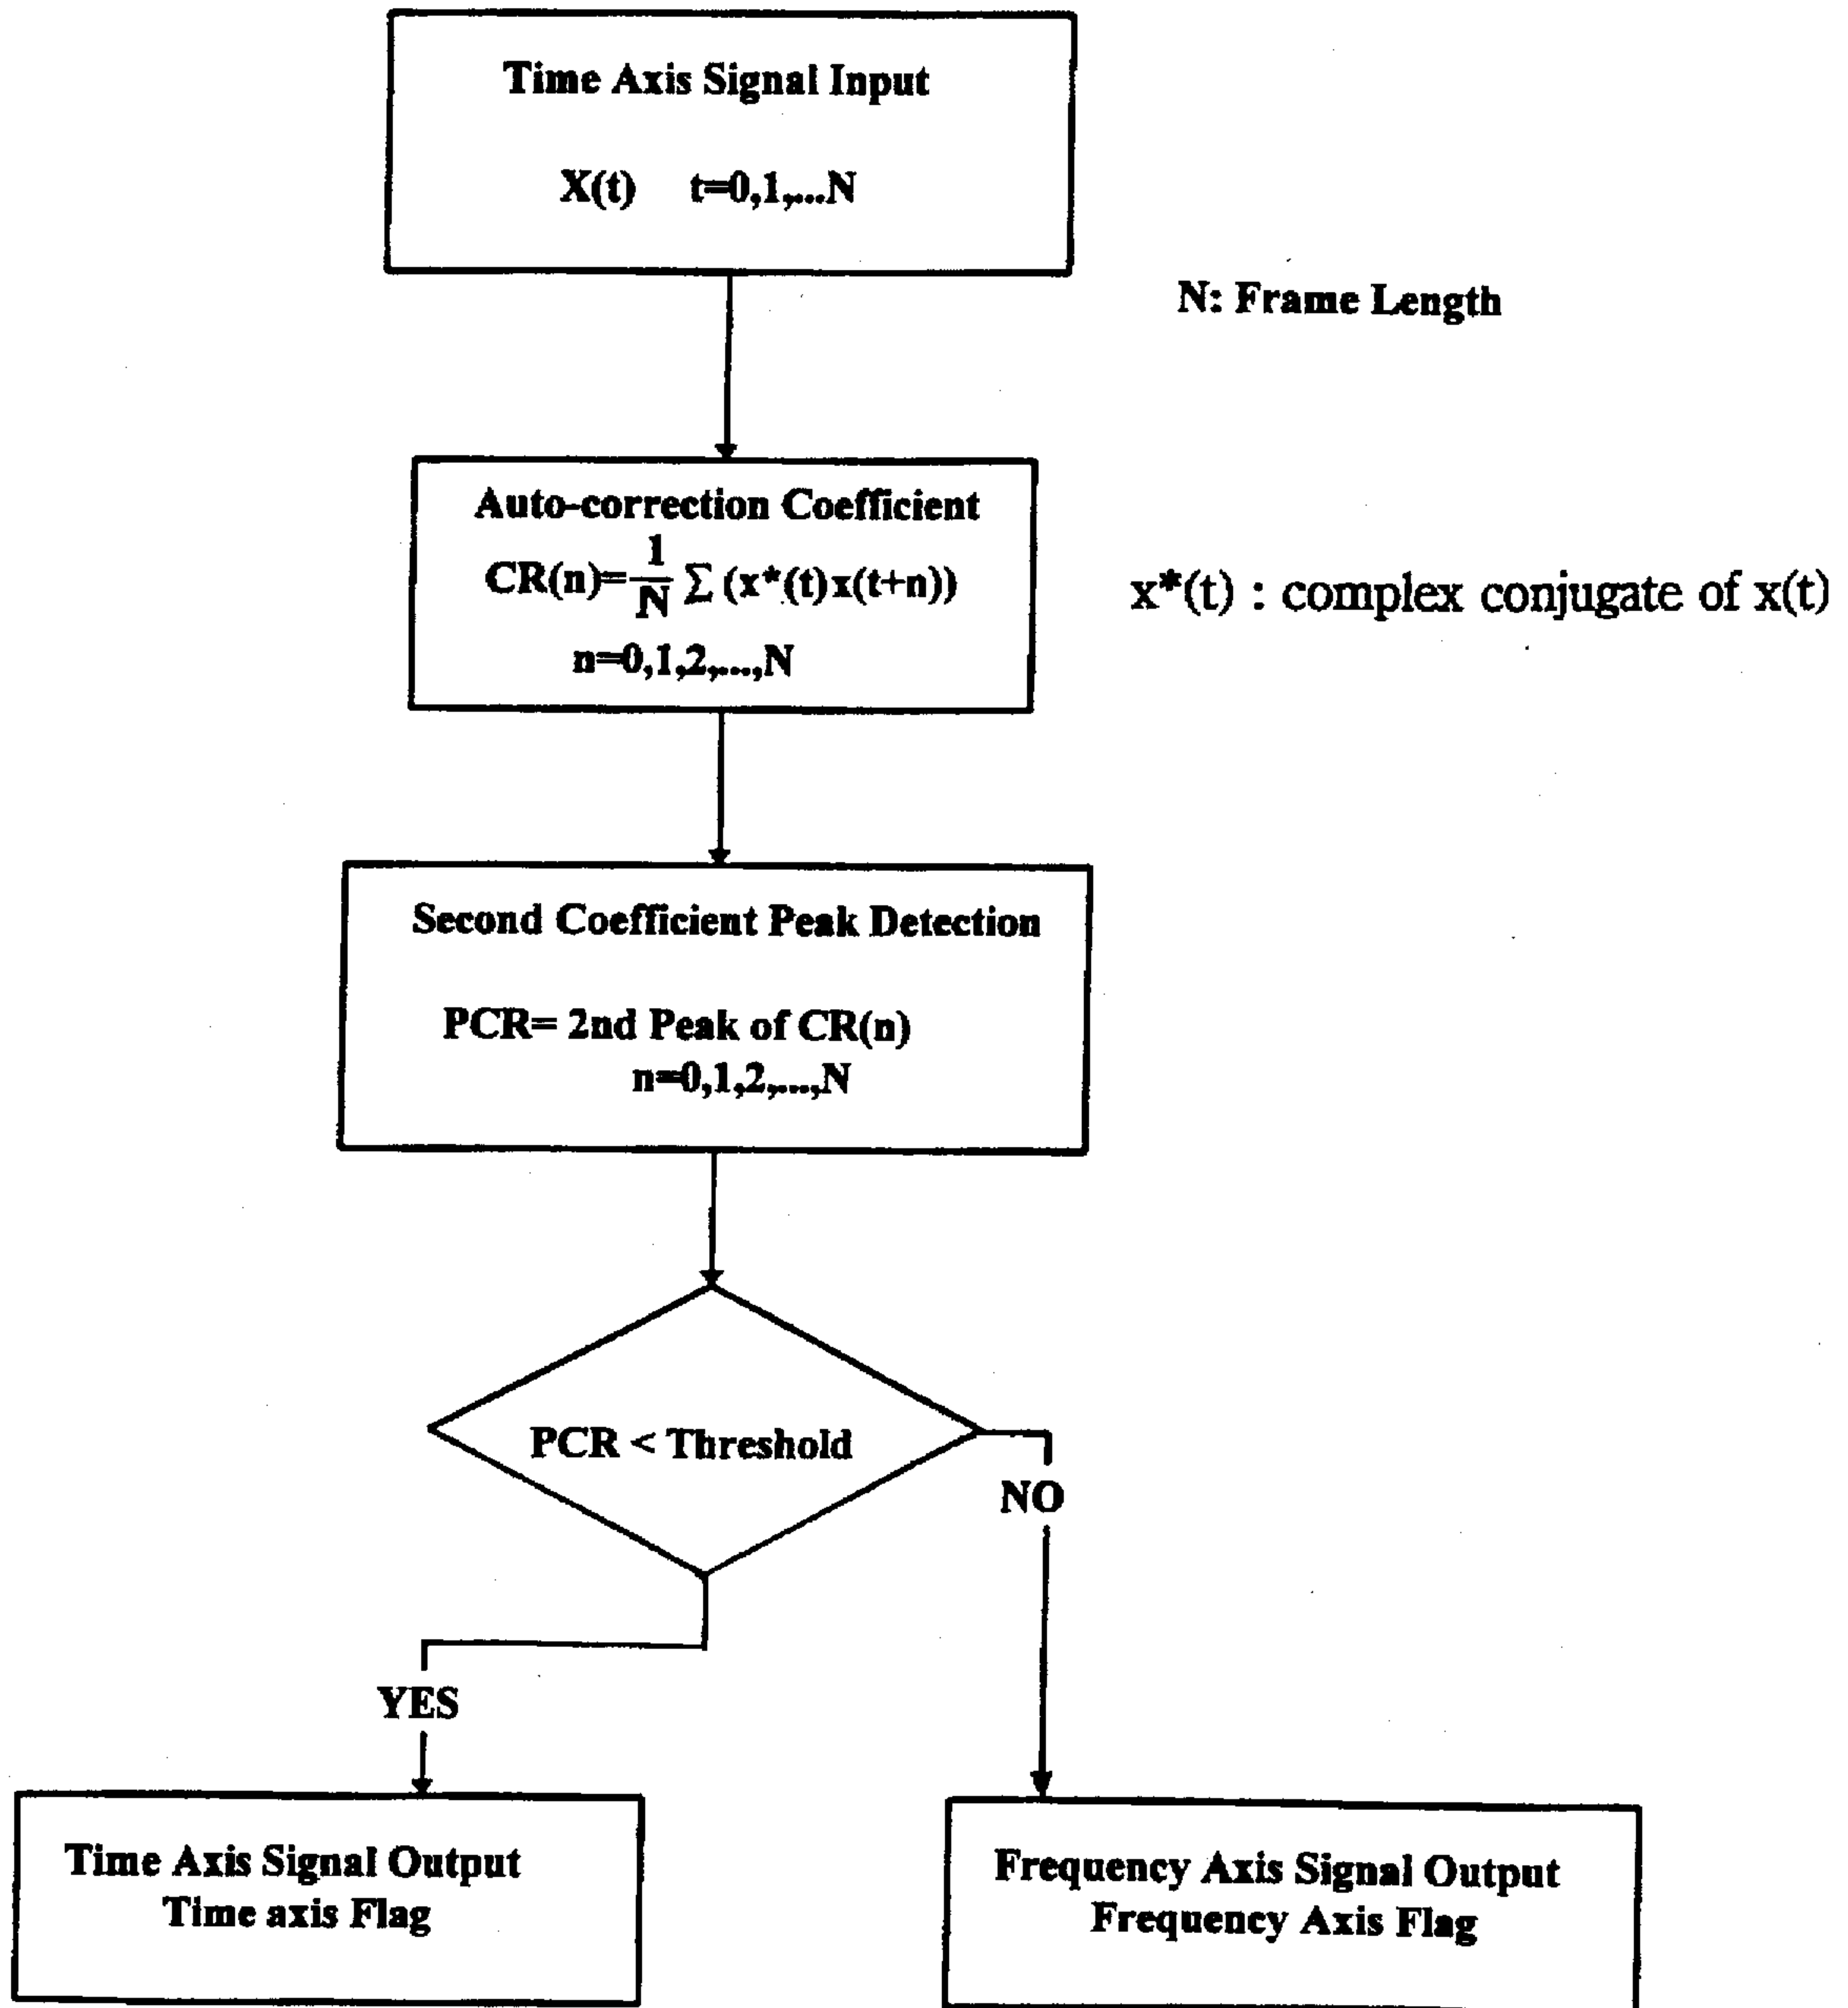 Time Axis Signal Input
X(t) t=0,1,...N
N: Frame Length
Auto-correction Coefficient
CR(n)=1/N Σ (x*(t)x(t+n))
n=0,1,2,...,N
x*(t) : complex conjugate of x(t)
Second Coefficient Peak Detection
PCR= 2nd Peak of CR(n)
n=0,1,2,...,N
PCR < Threshold
NO
YES
Time Axis Signal Output
Time axis Flag
Frequency Axis Signal Output
Frequency Axis Flag